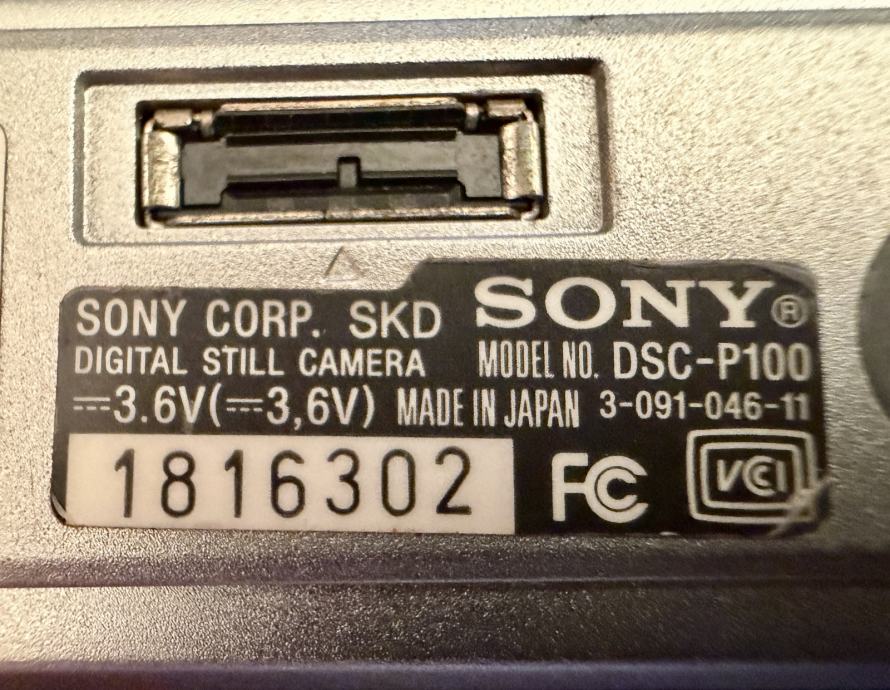 SONY CORP. SKD SONY®
DIGITAL STILL CAMERA MODEL NO. DSC-P100
⎓3.6V(⎓3,6V) MADE IN JAPAN 3-091-046-11
1816302 FC VCI